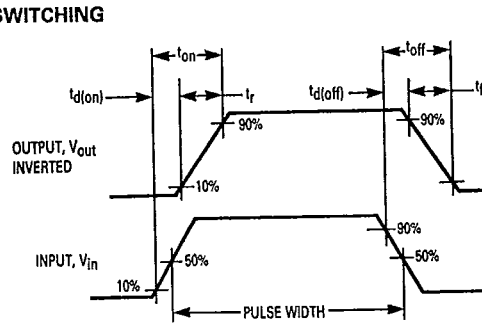 SWITCHING
ton
toff
td(on)
tr
td(off)
tf
90%
90%
OUTPUT, Vout
INVERTED
10%
90%
50%
50%
INPUT, Vin
10%
PULSE WIDTH